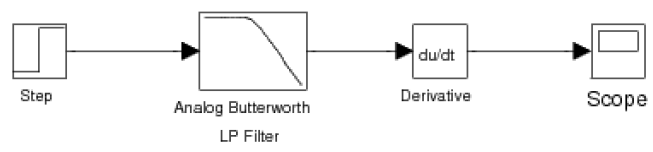 du/dt
Step
Analog Butterworth
LP Filter
Derivative
Scope